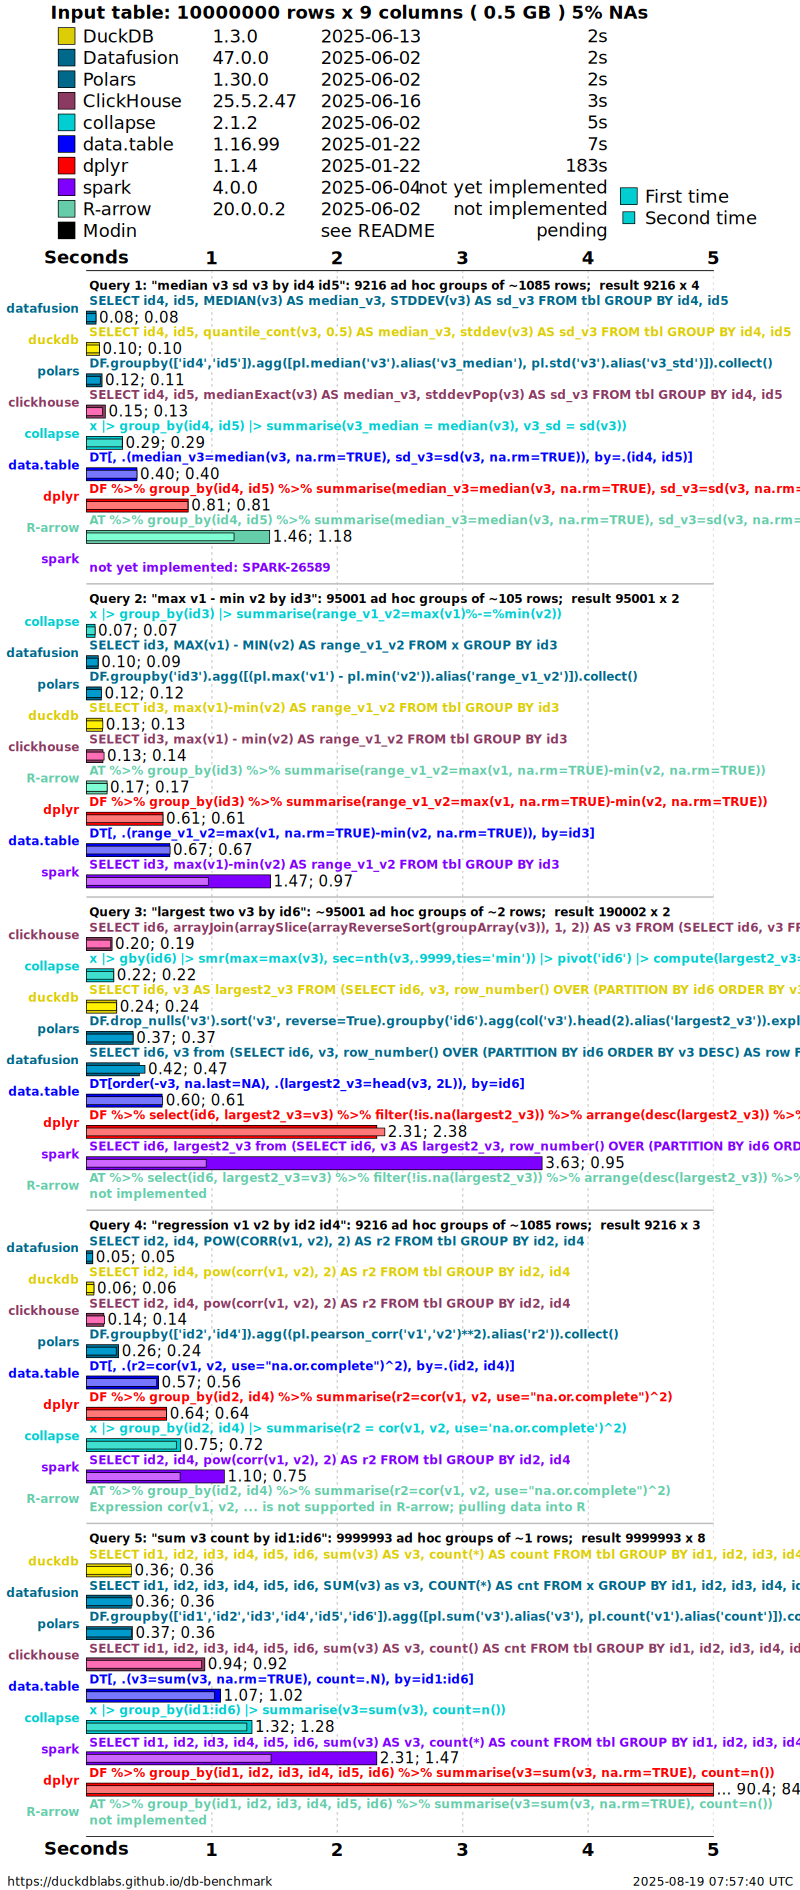 Input table: 10000000 rows x 9 columns ( 0.5 GB ) 5% NAs
DuckDB 1.3.0 2025-06-13 2s
Datafusion 47.0.0 2025-06-02 2s
Polars 1.30.0 2025-06-02 2s
ClickHouse 25.5.2.47 2025-06-16 3s
collapse 2.1.2 2025-06-02 5s
data.table 1.16.99 2025-01-22 7s
dplyr 1.1.4 2025-01-22 183s
spark 4.0.0 2025-06-04 not yet implemented
First time
R-arrow 20.0.0.2 2025-06-02 not implemented
Second time
Modin see README pending
Seconds 1 2 3 4 5
Query 1: "median v3 sd v3 by id4 id5": 9216 ad hoc groups of ~1085 rows;  result 9216 x 4
SELECT id4, id5, MEDIAN(v3) AS median_v3, STDDEV(v3) AS sd_v3 FROM tbl GROUP BY id4, id5
datafusion 0.08; 0.08
SELECT id4, id5, quantile_cont(v3, 0.5) AS median_v3, stddev(v3) AS sd_v3 FROM tbl GROUP BY id4, id5
duckdb 0.10; 0.10
DF.groupby(['id4','id5']).agg([pl.median('v3').alias('v3_median'), pl.std('v3').alias('v3_std')]).collect()
polars 0.12; 0.11
SELECT id4, id5, medianExact(v3) AS median_v3, stddevPop(v3) AS sd_v3 FROM tbl GROUP BY id4, id5
clickhouse 0.15; 0.13
x |> group_by(id4, id5) |> summarise(v3_median = median(v3), v3_sd = sd(v3))
collapse 0.29; 0.29
DT[, .(median_v3=median(v3, na.rm=TRUE), sd_v3=sd(v3, na.rm=TRUE)), by=.(id4, id5)]
data.table 0.40; 0.40
DF %>% group_by(id4, id5) %>% summarise(median_v3=median(v3, na.rm=TRUE), sd_v3=sd(v3, na.rm=
dplyr 0.81; 0.81
AT %>% group_by(id4, id5) %>% summarise(median_v3=median(v3, na.rm=TRUE), sd_v3=sd(v3, na.rm=
R-arrow 1.46; 1.18
spark
not yet implemented: SPARK-26589
Query 2: "max v1 - min v2 by id3": 95001 ad hoc groups of ~105 rows;  result 95001 x 2
x |> group_by(id3) |> summarise(range_v1_v2=max(v1)%-=%min(v2))
collapse 0.07; 0.07
SELECT id3, MAX(v1) - MIN(v2) AS range_v1_v2 FROM x GROUP BY id3
datafusion 0.10; 0.09
DF.groupby('id3').agg([(pl.max('v1') - pl.min('v2')).alias('range_v1_v2')]).collect()
polars 0.12; 0.12
SELECT id3, max(v1)-min(v2) AS range_v1_v2 FROM tbl GROUP BY id3
duckdb 0.13; 0.13
SELECT id3, max(v1) - min(v2) AS range_v1_v2 FROM tbl GROUP BY id3
clickhouse 0.13; 0.14
AT %>% group_by(id3) %>% summarise(range_v1_v2=max(v1, na.rm=TRUE)-min(v2, na.rm=TRUE))
R-arrow 0.17; 0.17
DF %>% group_by(id3) %>% summarise(range_v1_v2=max(v1, na.rm=TRUE)-min(v2, na.rm=TRUE))
dplyr 0.61; 0.61
DT[, .(range_v1_v2=max(v1, na.rm=TRUE)-min(v2, na.rm=TRUE)), by=id3]
data.table 0.67; 0.67
SELECT id3, max(v1)-min(v2) AS range_v1_v2 FROM tbl GROUP BY id3
spark 1.47; 0.97
Query 3: "largest two v3 by id6": ~95001 ad hoc groups of ~2 rows;  result 190002 x 2
SELECT id6, arrayJoin(arraySlice(arrayReverseSort(groupArray(v3)), 1, 2)) AS v3 FROM (SELECT id6, v3 FR
clickhouse 0.20; 0.19
x |> gby(id6) |> smr(max=max(v3), sec=nth(v3,.9999,ties='min')) |> pivot('id6') |> compute(largest2_v3=
collapse 0.22; 0.22
SELECT id6, v3 AS largest2_v3 FROM (SELECT id6, v3, row_number() OVER (PARTITION BY id6 ORDER BY v3
duckdb 0.24; 0.24
DF.drop_nulls('v3').sort('v3', reverse=True).groupby('id6').agg(col('v3').head(2).alias('largest2_v3')).expl
polars 0.37; 0.37
SELECT id6, v3 from (SELECT id6, v3, row_number() OVER (PARTITION BY id6 ORDER BY v3 DESC) AS row F
datafusion 0.42; 0.47
DT[order(-v3, na.last=NA), .(largest2_v3=head(v3, 2L)), by=id6]
data.table 0.60; 0.61
DF %>% select(id6, largest2_v3=v3) %>% filter(!is.na(largest2_v3)) %>% arrange(desc(largest2_v3)) %>%
dplyr 2.31; 2.38
SELECT id6, largest2_v3 from (SELECT id6, v3 AS largest2_v3, row_number() OVER (PARTITION BY id6 ORD
spark 3.63; 0.95
AT %>% select(id6, largest2_v3=v3) %>% filter(!is.na(largest2_v3)) %>% arrange(desc(largest2_v3)) %>%
R-arrow not implemented
Query 4: "regression v1 v2 by id2 id4": 9216 ad hoc groups of ~1085 rows;  result 9216 x 3
SELECT id2, id4, POW(CORR(v1, v2), 2) AS r2 FROM tbl GROUP BY id2, id4
datafusion 0.05; 0.05
SELECT id2, id4, pow(corr(v1, v2), 2) AS r2 FROM tbl GROUP BY id2, id4
duckdb 0.06; 0.06
SELECT id2, id4, pow(corr(v1, v2), 2) AS r2 FROM tbl GROUP BY id2, id4
clickhouse 0.14; 0.14
DF.groupby(['id2','id4']).agg((pl.pearson_corr('v1','v2')**2).alias('r2')).collect()
polars 0.26; 0.24
DT[, .(r2=cor(v1, v2, use="na.or.complete")^2), by=.(id2, id4)]
data.table 0.57; 0.56
DF %>% group_by(id2, id4) %>% summarise(r2=cor(v1, v2, use="na.or.complete")^2)
dplyr 0.64; 0.64
x |> group_by(id2, id4) |> summarise(r2 = cor(v1, v2, use='na.or.complete')^2)
collapse 0.75; 0.72
SELECT id2, id4, pow(corr(v1, v2), 2) AS r2 FROM tbl GROUP BY id2, id4
spark 1.10; 0.75
AT %>% group_by(id2, id4) %>% summarise(r2=cor(v1, v2, use="na.or.complete")^2)
R-arrow Expression cor(v1, v2, ... is not supported in R-arrow; pulling data into R
Query 5: "sum v3 count by id1:id6": 9999993 ad hoc groups of ~1 rows;  result 9999993 x 8
SELECT id1, id2, id3, id4, id5, id6, sum(v3) AS v3, count(*) AS count FROM tbl GROUP BY id1, id2, id3, id4
duckdb 0.36; 0.36
SELECT id1, id2, id3, id4, id5, id6, SUM(v3) as v3, COUNT(*) AS cnt FROM x GROUP BY id1, id2, id3, id4, id
datafusion 0.36; 0.36
DF.groupby(['id1','id2','id3','id4','id5','id6']).agg([pl.sum('v3').alias('v3'), pl.count('v1').alias('count')]).co
polars 0.37; 0.36
SELECT id1, id2, id3, id4, id5, id6, sum(v3) AS v3, count() AS cnt FROM tbl GROUP BY id1, id2, id3, id4, id
clickhouse 0.94; 0.92
DT[, .(v3=sum(v3, na.rm=TRUE), count=.N), by=id1:id6]
data.table 1.07; 1.02
x |> group_by(id1:id6) |> summarise(v3=sum(v3), count=n())
collapse 1.32; 1.28
SELECT id1, id2, id3, id4, id5, id6, sum(v3) AS v3, count(*) AS count FROM tbl GROUP BY id1, id2, id3, id4
spark 2.31; 1.47
DF %>% group_by(id1, id2, id3, id4, id5, id6) %>% summarise(v3=sum(v3, na.rm=TRUE), count=n())
dplyr ... 90.4; 84
AT %>% group_by(id1, id2, id3, id4, id5, id6) %>% summarise(v3=sum(v3, na.rm=TRUE), count=n())
R-arrow not implemented
Seconds 1 2 3 4 5
https://duckdblabs.github.io/db-benchmark 2025-08-19 07:57:40 UTC